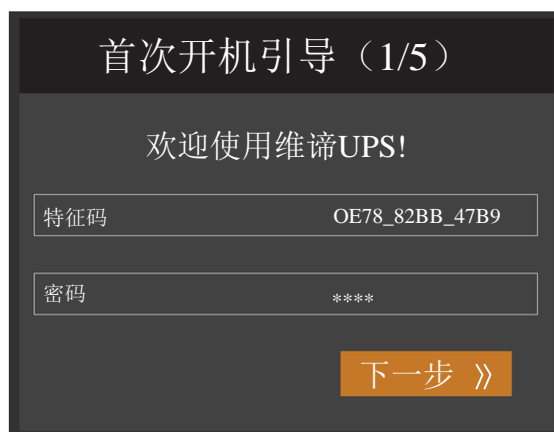 首次开机引导（1/5）
欢迎使用维谛UPS!
特征码 OE78_82BB_47B9
密码 ****
下一步 》